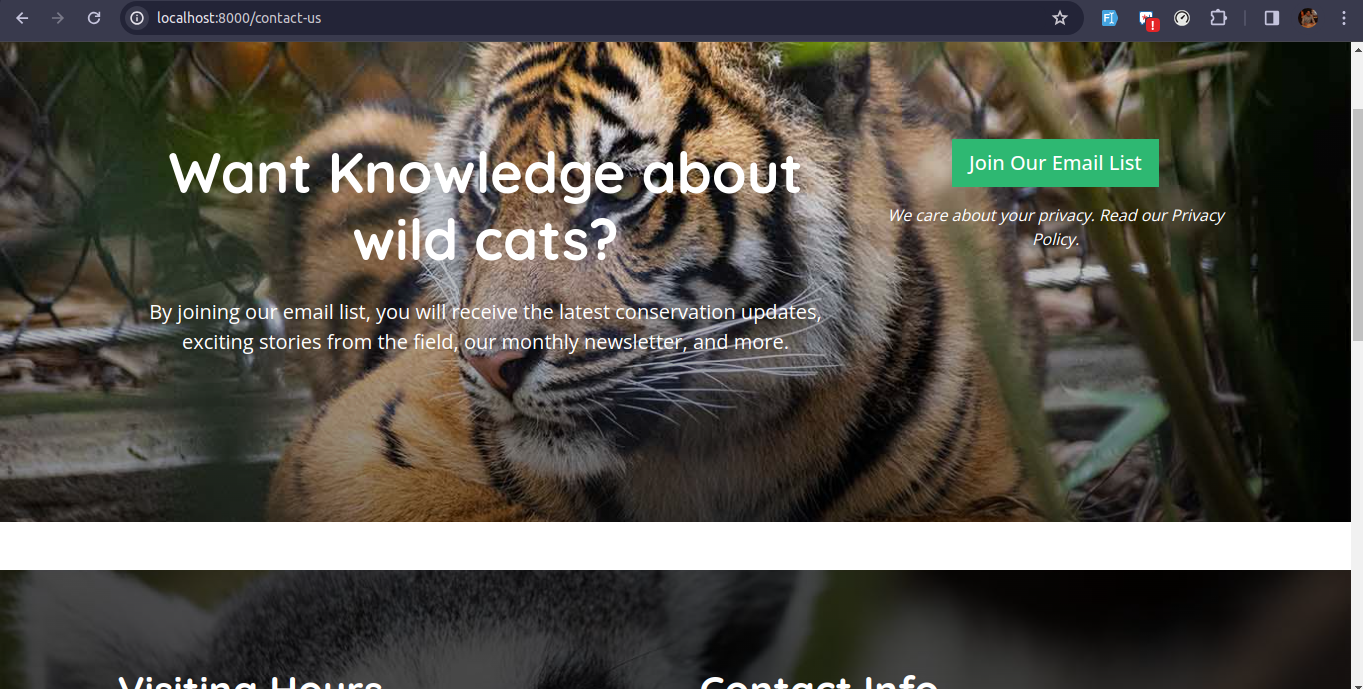 localhost:8000/contact-us
Want Knowledge about
wild cats?
By joining our email list, you will receive the latest conservation updates,
exciting stories from the field, our monthly newsletter, and more.
Join Our Email List
We care about your privacy. Read our Privacy
Policy.
Visiting Hours
Contact Info